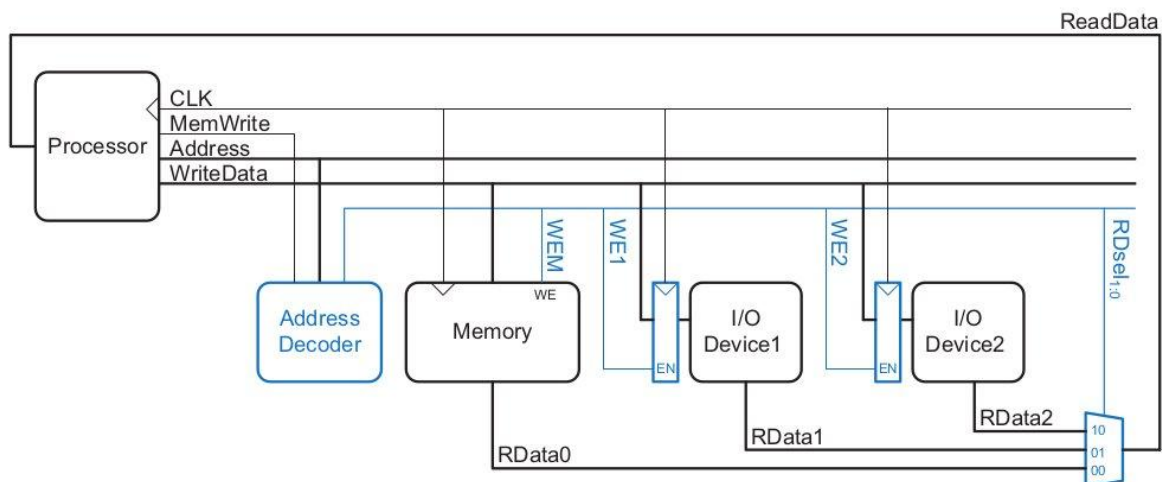 ReadData
CLK
MemWrite
Processor
Address
WriteData
WEM
WE1
WE2
RDsel1:0
WE
Address
Decoder
Memory
EN
I/O
Device1
EN
I/O
Device2
RData2
RData1
RData0
10
01
00